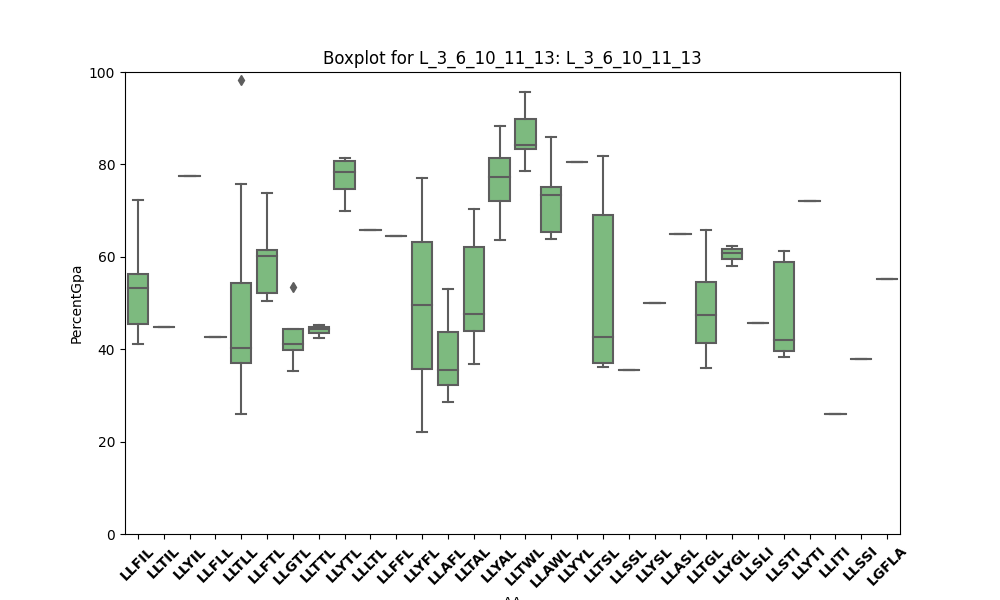 Boxplot for L_3_6_10_11_13: L_3_6_10_11_13
100
80
60
40
20
0
PercentGpa
LLFIL LLTIL LLYIL LLFLL LLTLL LLFTL LLGTL LLTTL LLYTL LLLTL LLFFL LLYFL LLAFL LLTAL LLYAL LLTWL LLAWL LLYYL LLTSL LLSSL LLYSL LLASL LLTGL LLYGL LLSLI LLSTI LLYTI LLITI LLSSI LGFLA
AA